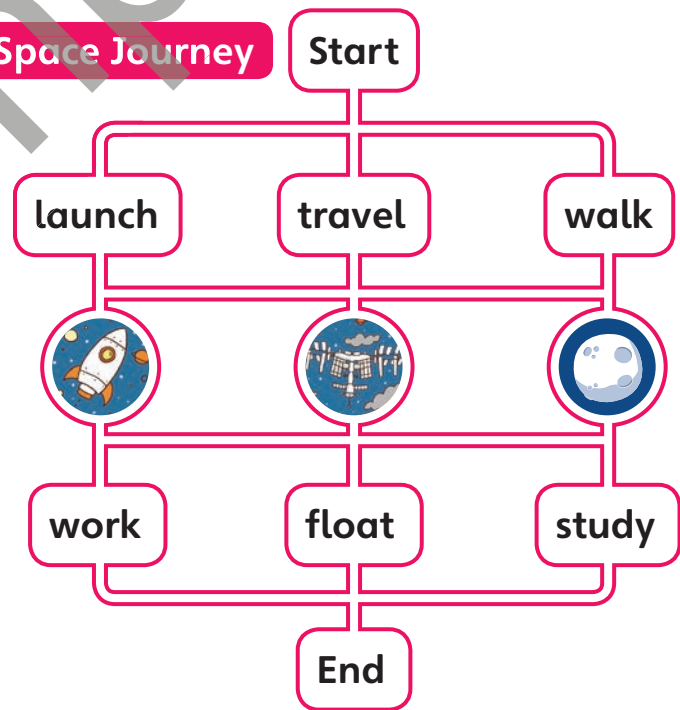 Space Journey
Start
launch travel walk
work float study
End